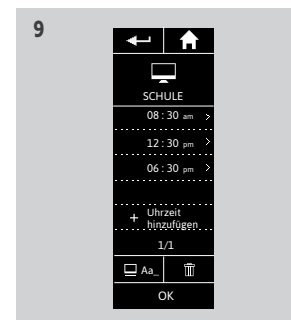 9
SCHULE
08 : 30 am >
12 : 30 pm >
06 : 30 pm >
+ Uhrzeit
hinzufügen
1/1
Aa_
OK